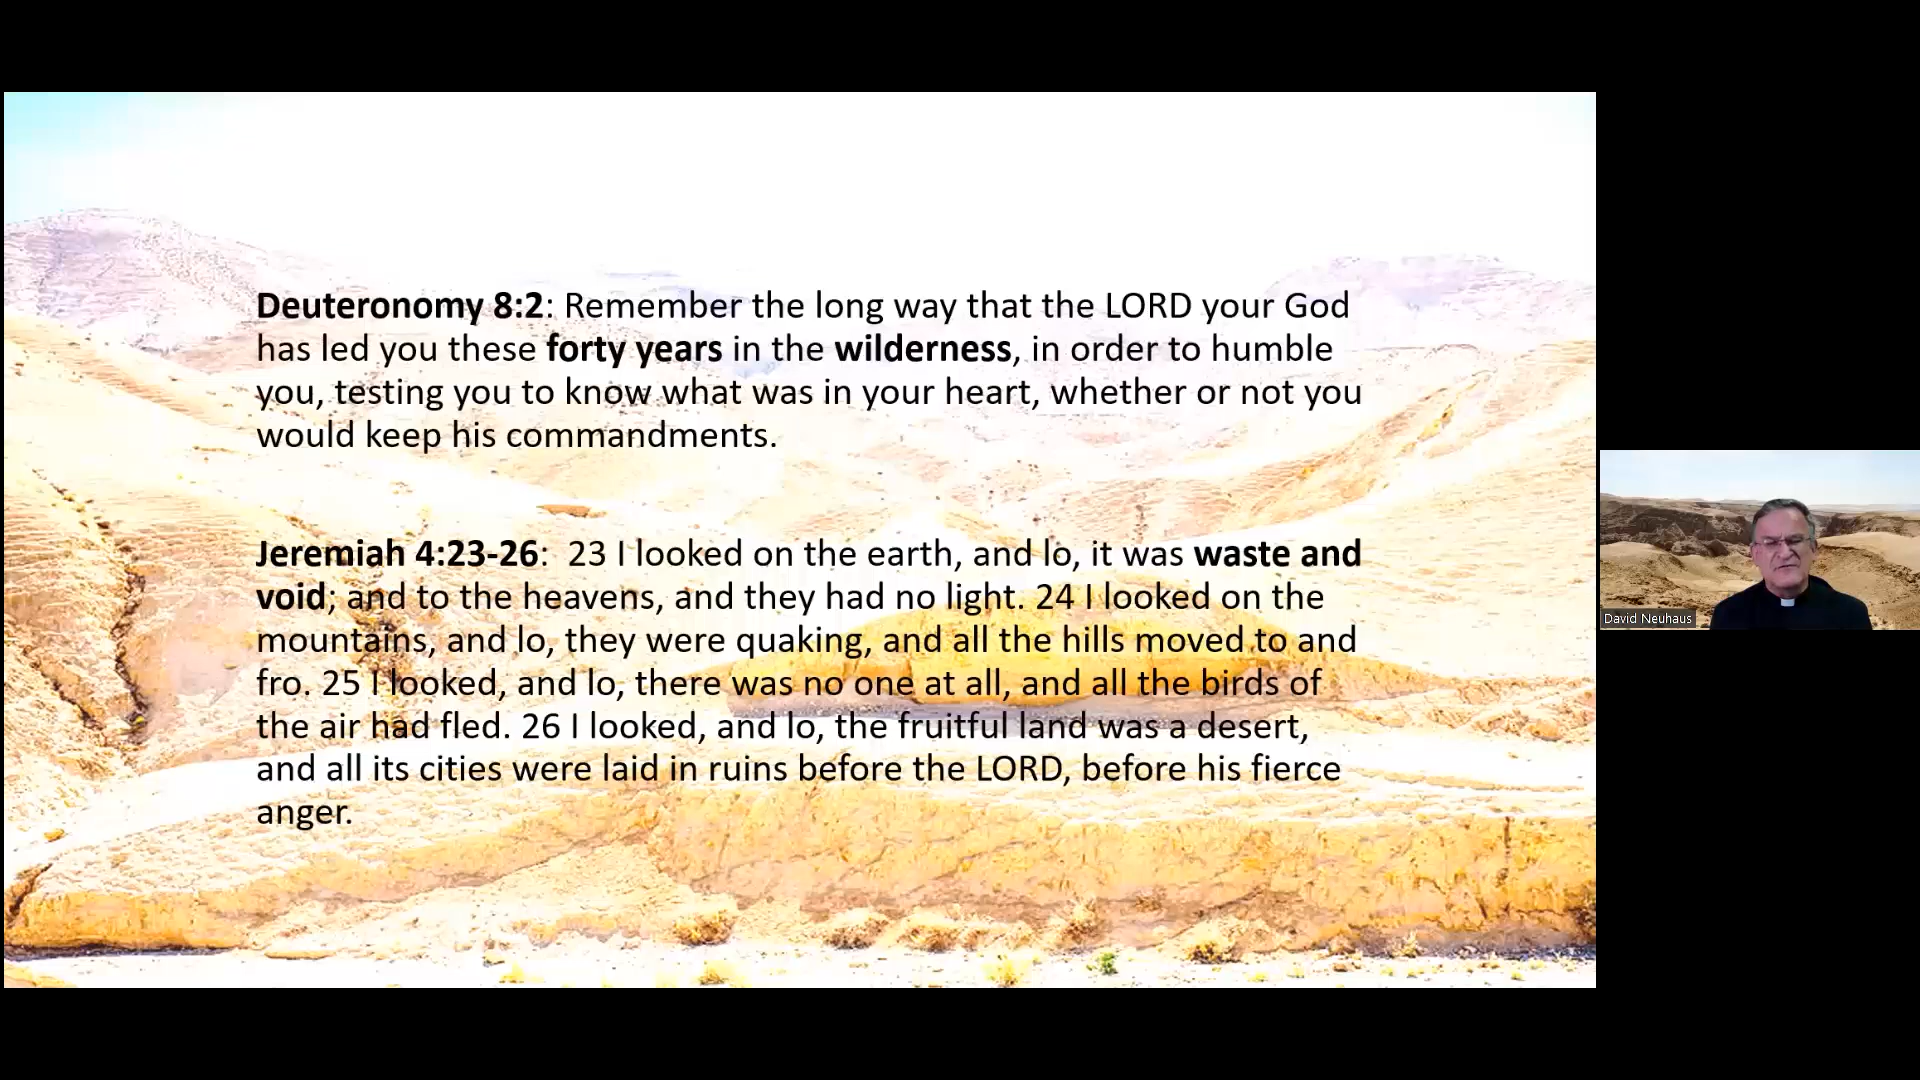 Deuteronomy 8:2: Remember the long way that the LORD your God
has led you these forty years in the wilderness, in order to humble
you, testing you to know what was in your heart, whether or not you
would keep his commandments.
Jeremiah 4:23-26:  23 I looked on the earth, and lo, it was waste and
void; and to the heavens, and they had no light. 24 I looked on the
mountains, and lo, they were quaking, and all the hills moved to and
fro. 25 I looked, and lo, there was no one at all, and all the birds of
the air had fled. 26 I looked, and lo, the fruitful land was a desert,
and all its cities were laid in ruins before the LORD, before his fierce
anger.
David Neuhaus